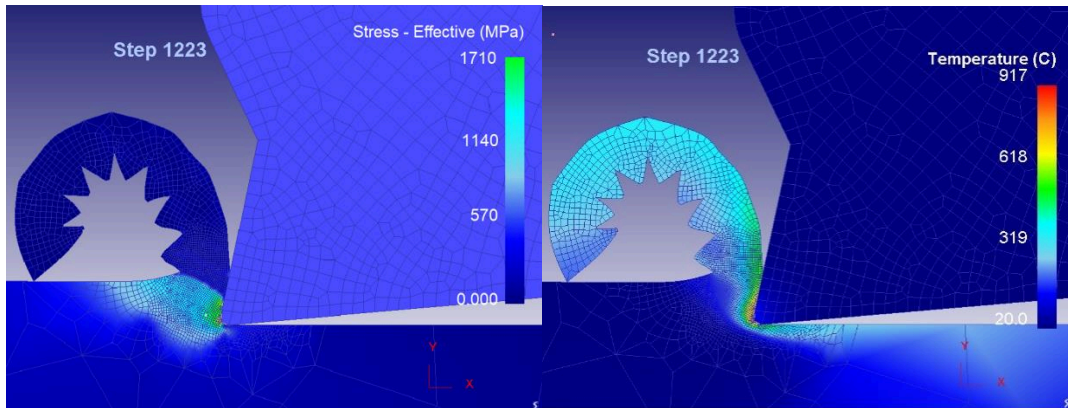 Step 1223
Stress - Effective (MPa)
1710
1140
570
0.000
Y
X
Step 1223
Temperature (C)
917
618
319
20.0
Y
X